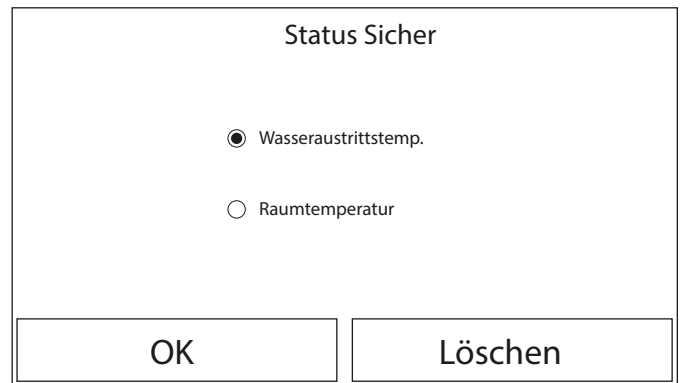 Status Sicher
Wasseraustrittstemp.
Raumtemperatur
OK
Löschen